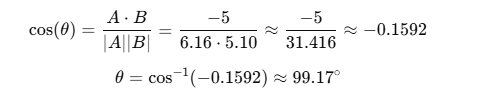 cos(θ) = A · B / |A||B| = −5 / 6.16 · 5.10 ≈ −5 / 31.416 ≈ −0.1592
θ = cos⁻¹(−0.1592) ≈ 99.17°